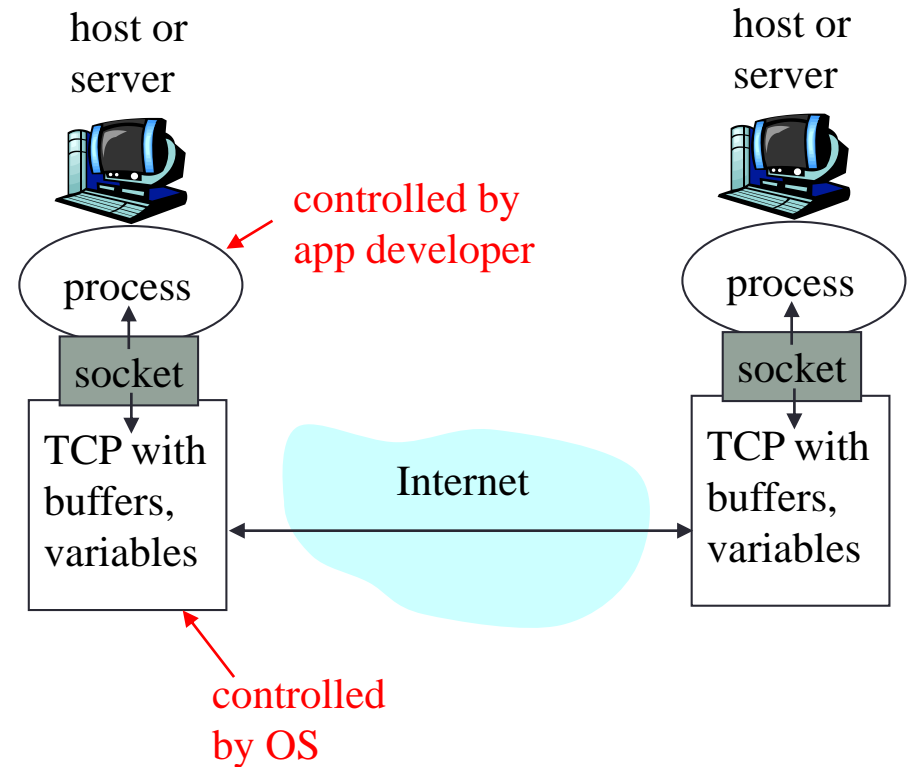 host or
server
host or
server
controlled by
app developer
process
process
socket
socket
TCP with
buffers,
variables
Internet
TCP with
buffers,
variables
controlled
by OS